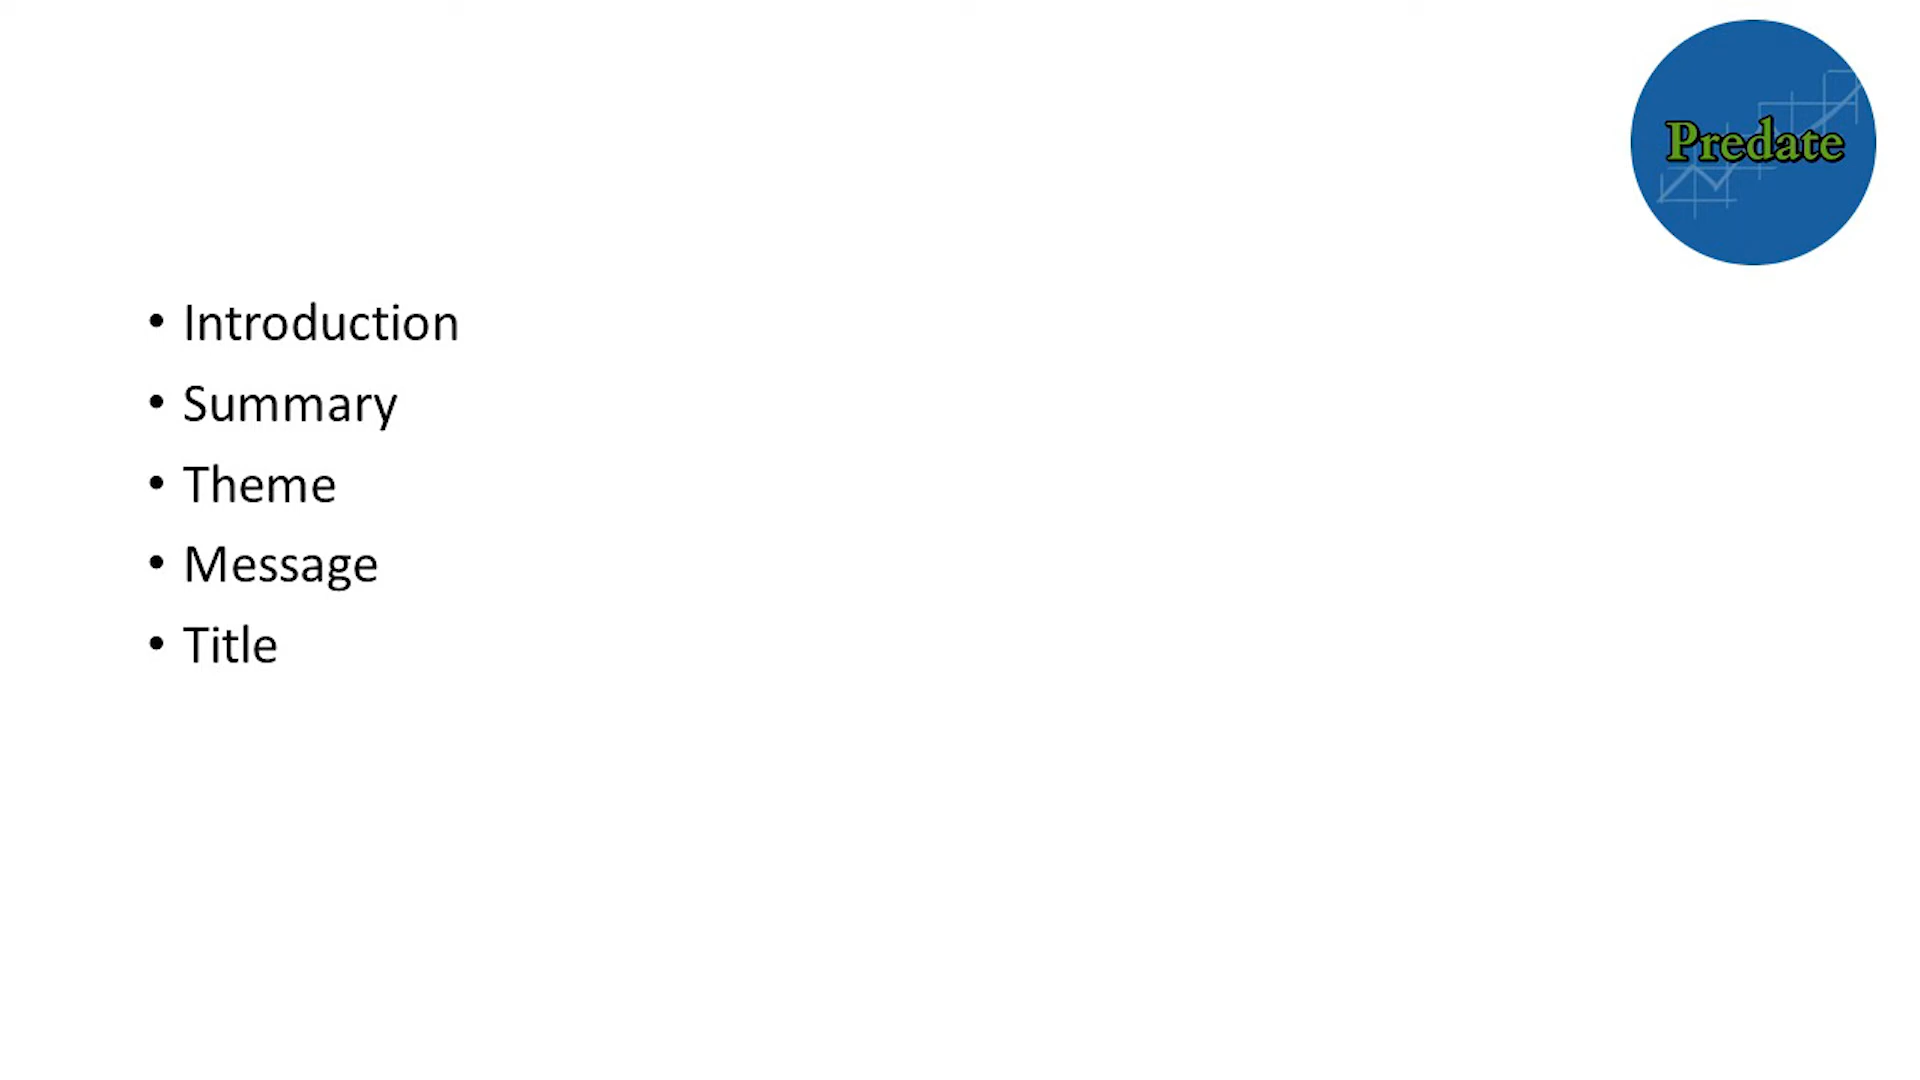 Predate
• Introduction
• Summary
• Theme
• Message
• Title